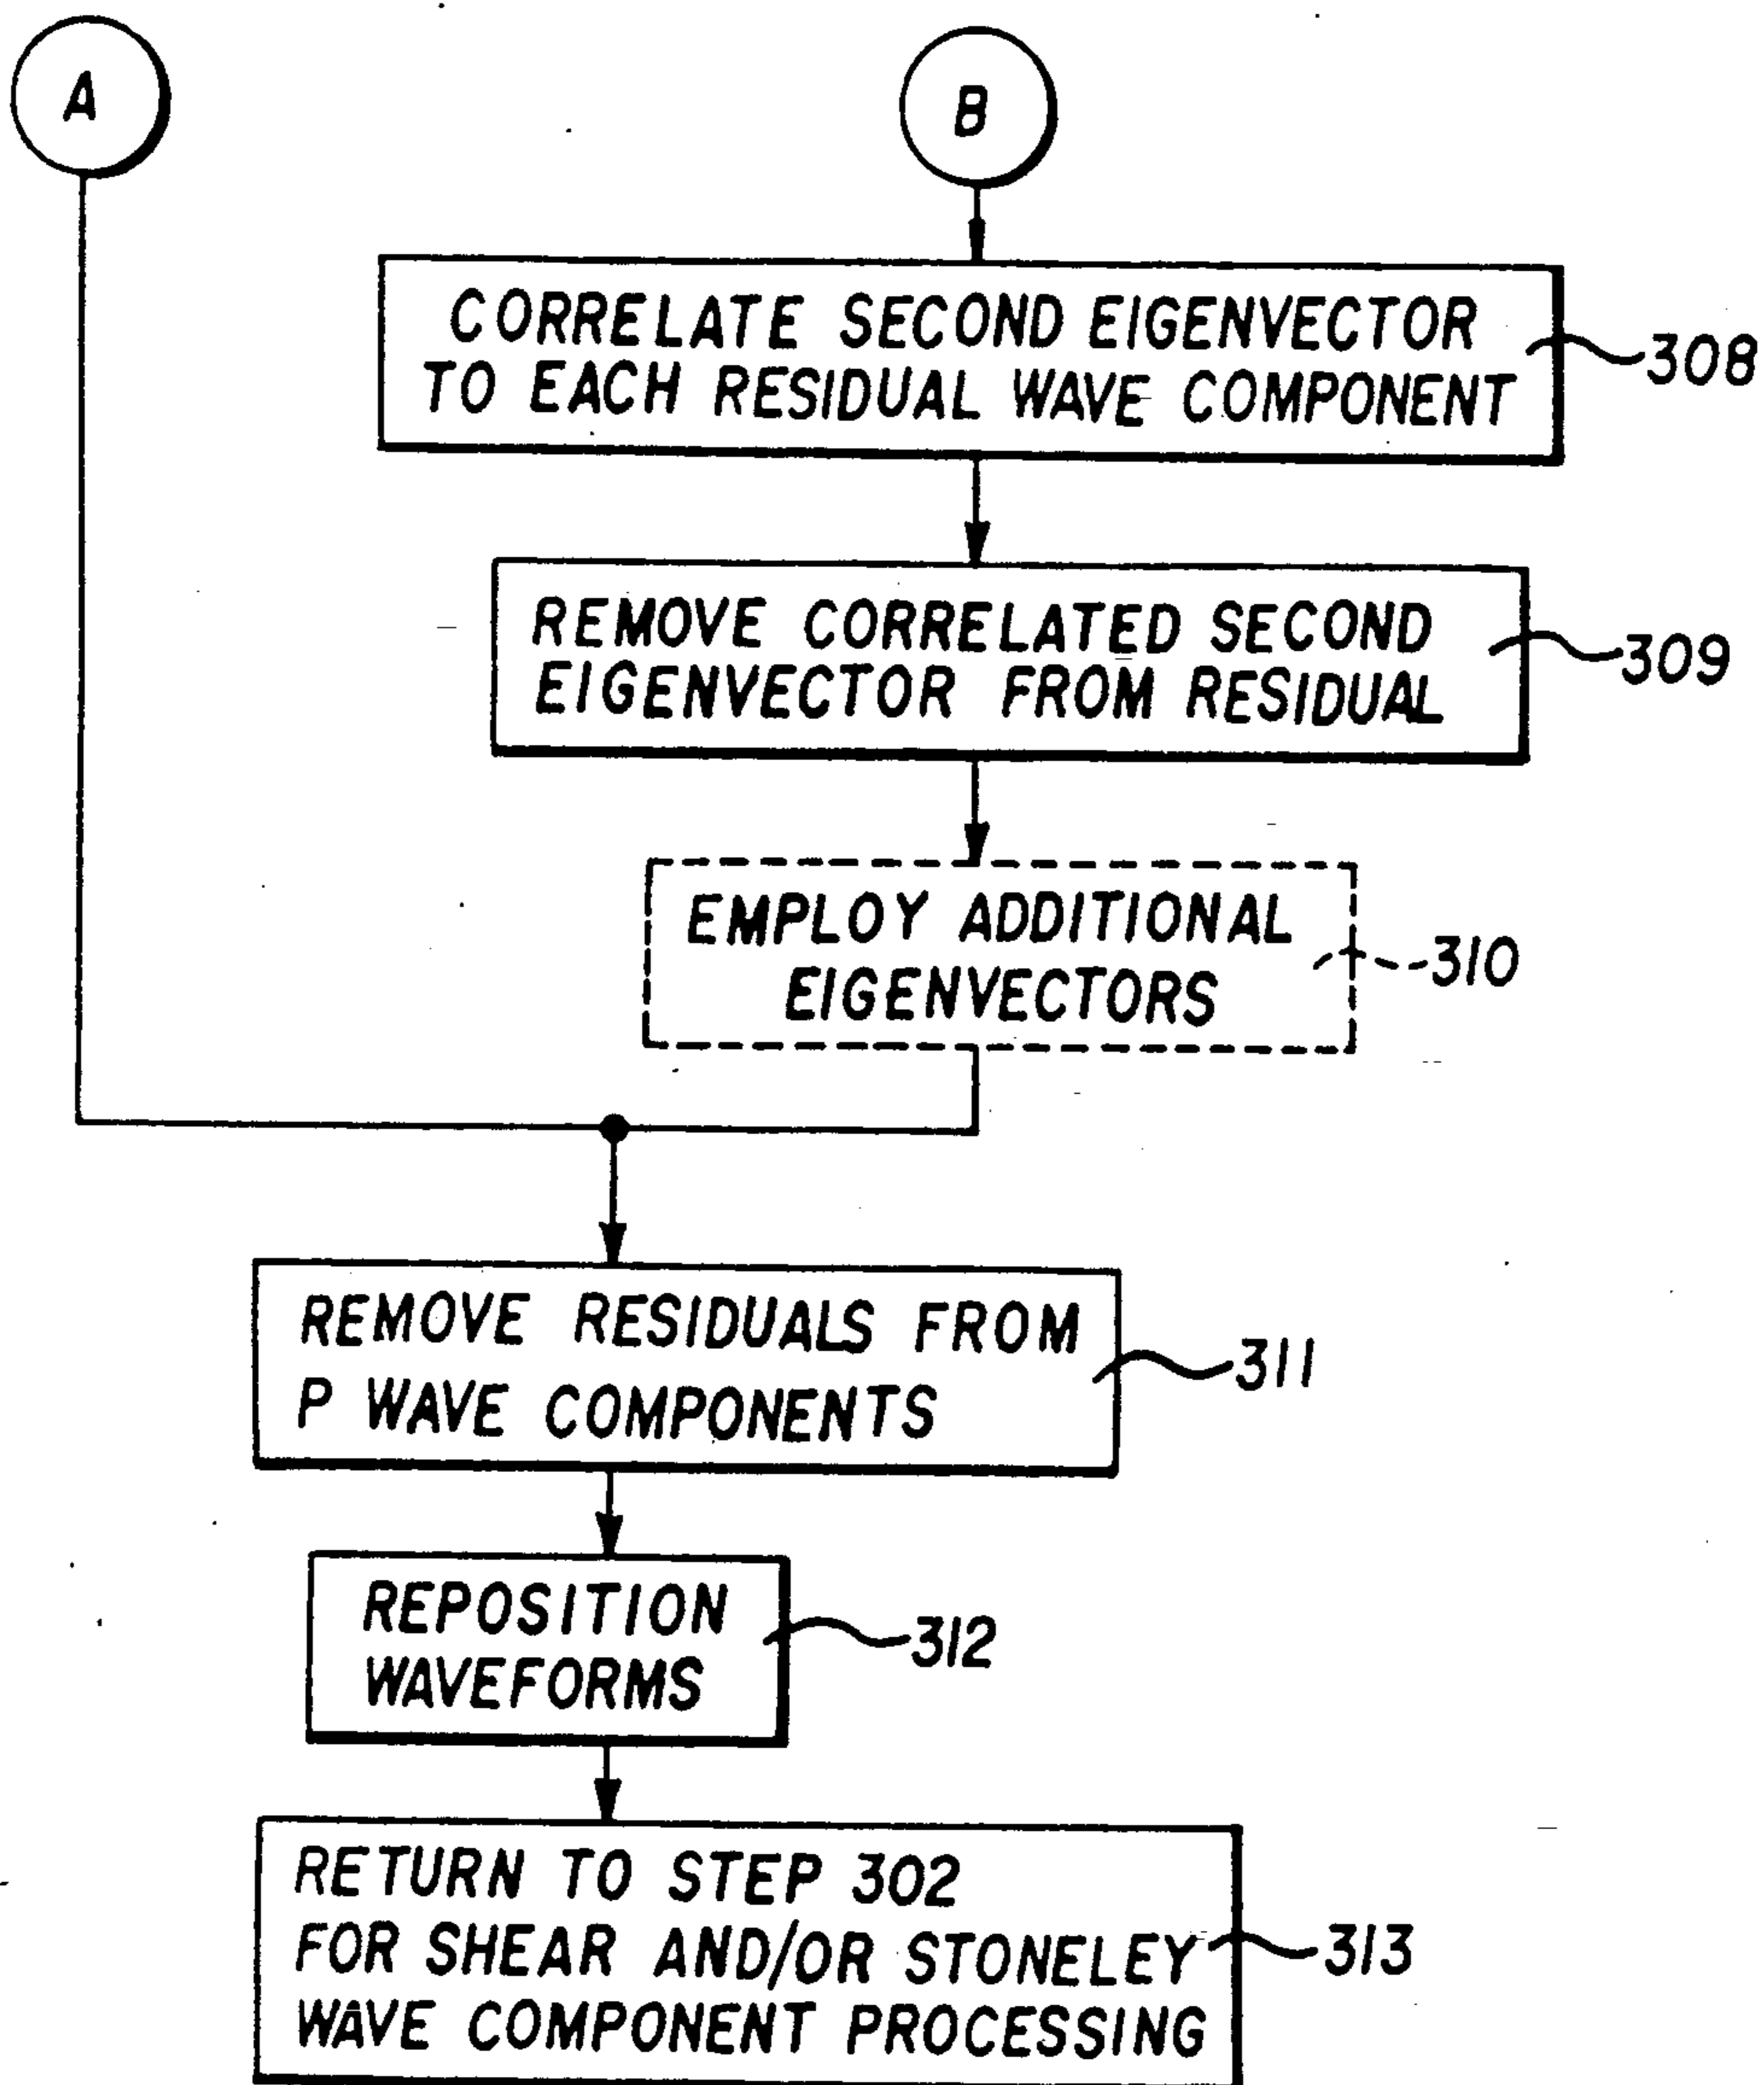 A
B
CORRELATE SECOND EIGENVECTOR
TO EACH RESIDUAL WAVE COMPONENT
308
REMOVE CORRELATED SECOND
EIGENVECTOR FROM RESIDUAL
309
EMPLOY ADDITIONAL
EIGENVECTORS
310
REMOVE RESIDUALS FROM
P WAVE COMPONENTS
311
REPOSITION
WAVEFORMS
312
RETURN TO STEP 302
FOR SHEAR AND/OR STONELEY
WAVE COMPONENT PROCESSING
313